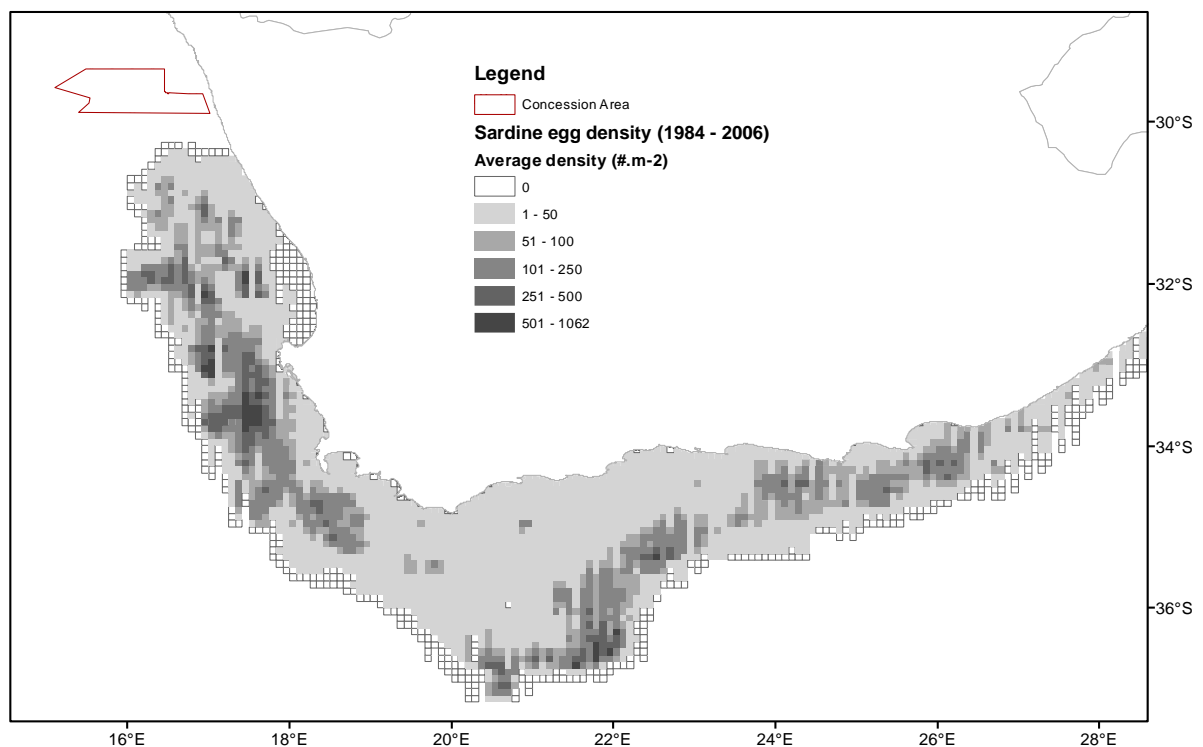 Legend
Concession Area
Sardine egg density (1984 - 2006)
Average density (#.m-2)
0
1 - 50
51 - 100
101 - 250
251 - 500
501 - 1062
30°S
32°S
34°S
36°S
16°E 18°E 20°E 22°E 24°E 26°E 28°E